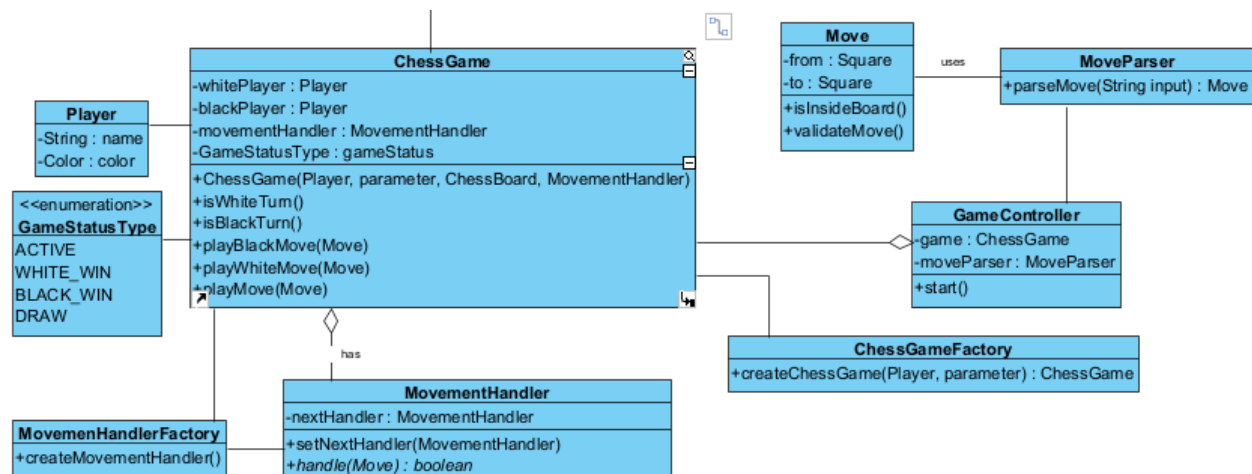 ChessGame
-whitePlayer : Player
-blackPlayer : Player
-movementHandler : MovementHandler
-GameStatusType : gameStatus
+ChessGame(Player, parameter, ChessBoard, MovementHandler)
+isWhiteTurn()
+isBlackTurn()
+playBlackMove(Move)
+playWhiteMove(Move)
+playMove(Move)
Player
-String : name
-Color : color
<<enumeration>>
GameStatusType
ACTIVE
WHITE_WIN
BLACK_WIN
DRAW
Move
-from : Square
-to : Square
+isInsideBoard()
+validateMove()
uses
MoveParser
+parseMove(String input) : Move
GameController
-game : ChessGame
-moveParser : MoveParser
+start()
ChessGameFactory
+createChessGame(Player, parameter) : ChessGame
has
MovementHandler
-nextHandler : MovementHandler
+setNextHandler(MovementHandler)
+handle(Move) : boolean
MovemenHandlerFactory
+createMovementHandler()